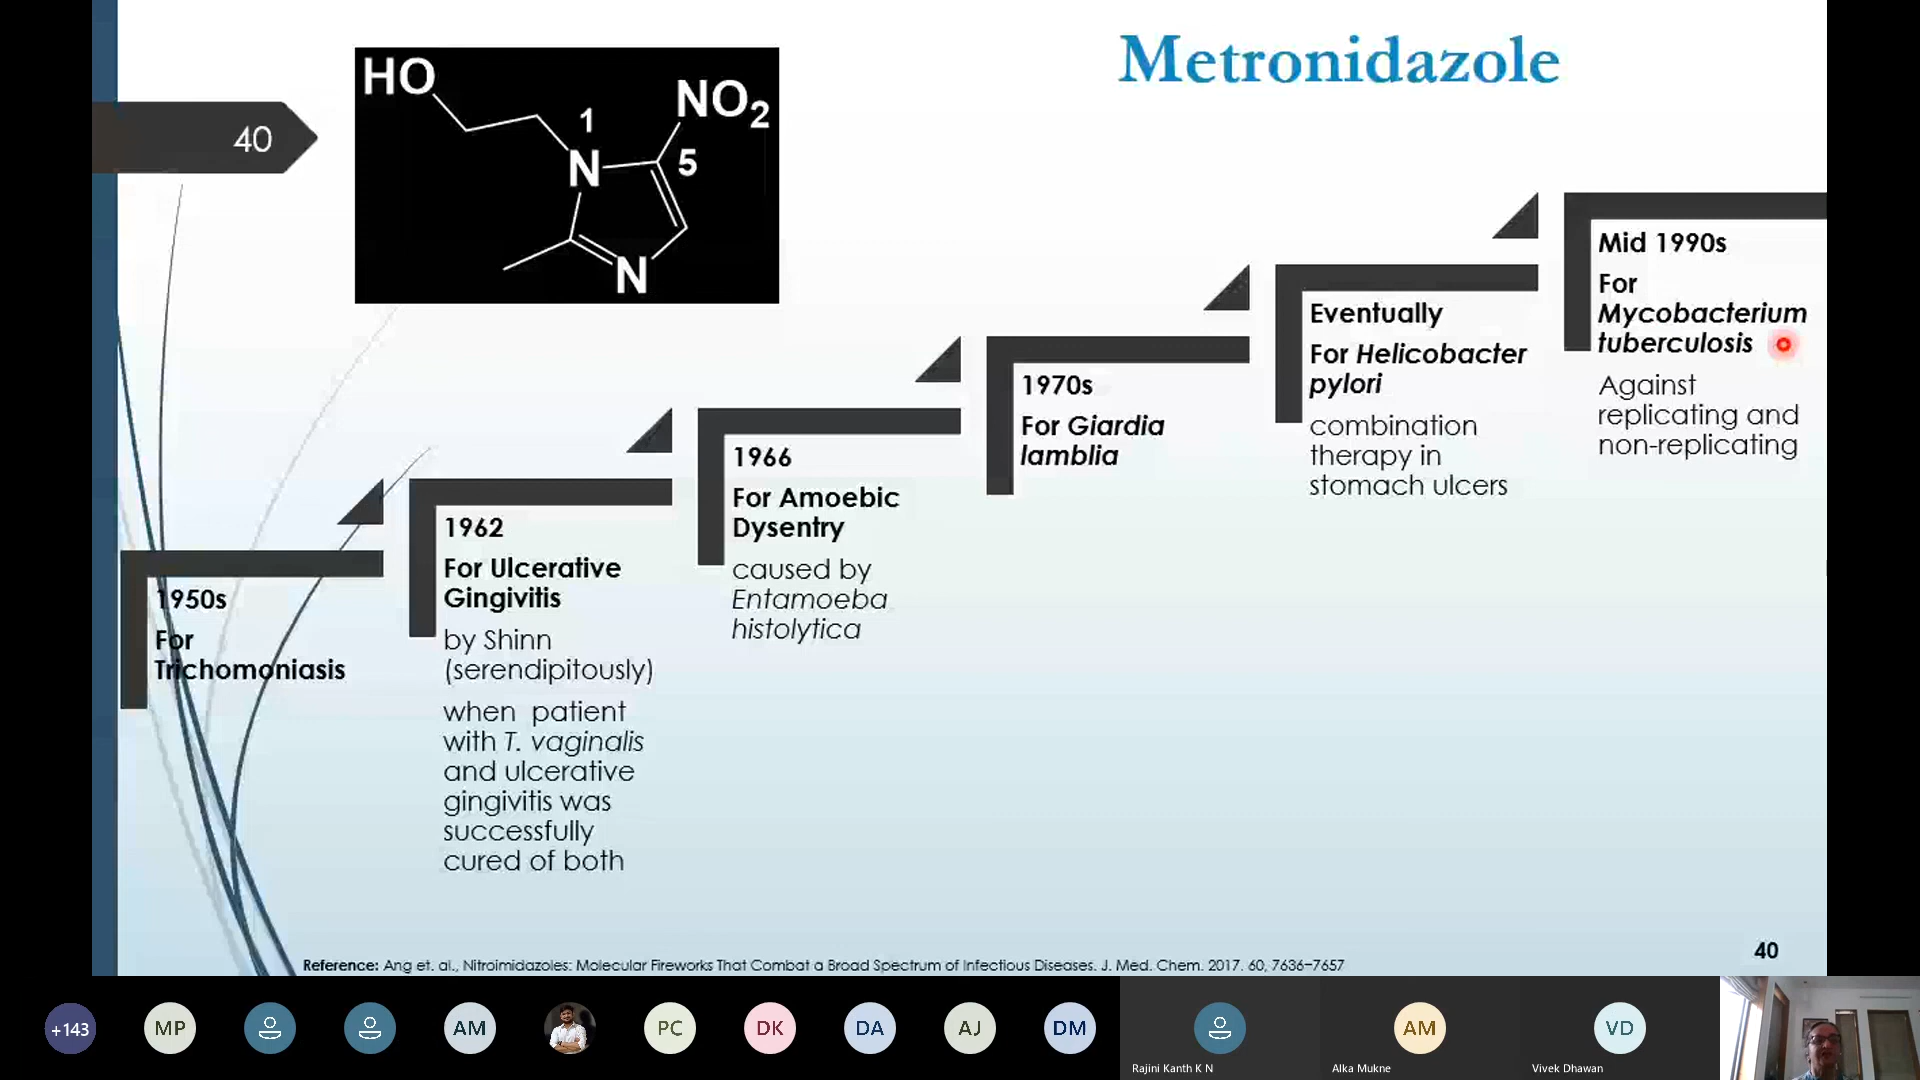 Metronidazole
40
HO
NO2
1
N
5
N
1950s
For
Trichomoniasis
1962
For Ulcerative
Gingivitis
by Shinn
(serendipitously)
when patient
with T. vaginalis
and ulcerative
gingivitis was
successfully
cured of both
1966
For Amoebic
Dysentry
caused by
Entamoeba
histolytica
1970s
For Giardia
lamblia
Eventually
For Helicobacter
pylori
combination
therapy in
stomach ulcers
Mid 1990s
For
Mycobacterium
tuberculosis
Against
replicating and
non-replicating
40
Reference: Ang et. al., Nitroimidazoles: Molecular Fireworks That Combat a Broad Spectrum of Infectious Diseases. J. Med. Chem. 2017. 60, 7636−7657
+143
MP
AM
PC
DK
DA
AJ
DM
Rajini Kanth K N
AM
Alka Mukne
VD
Vivek Dhawan